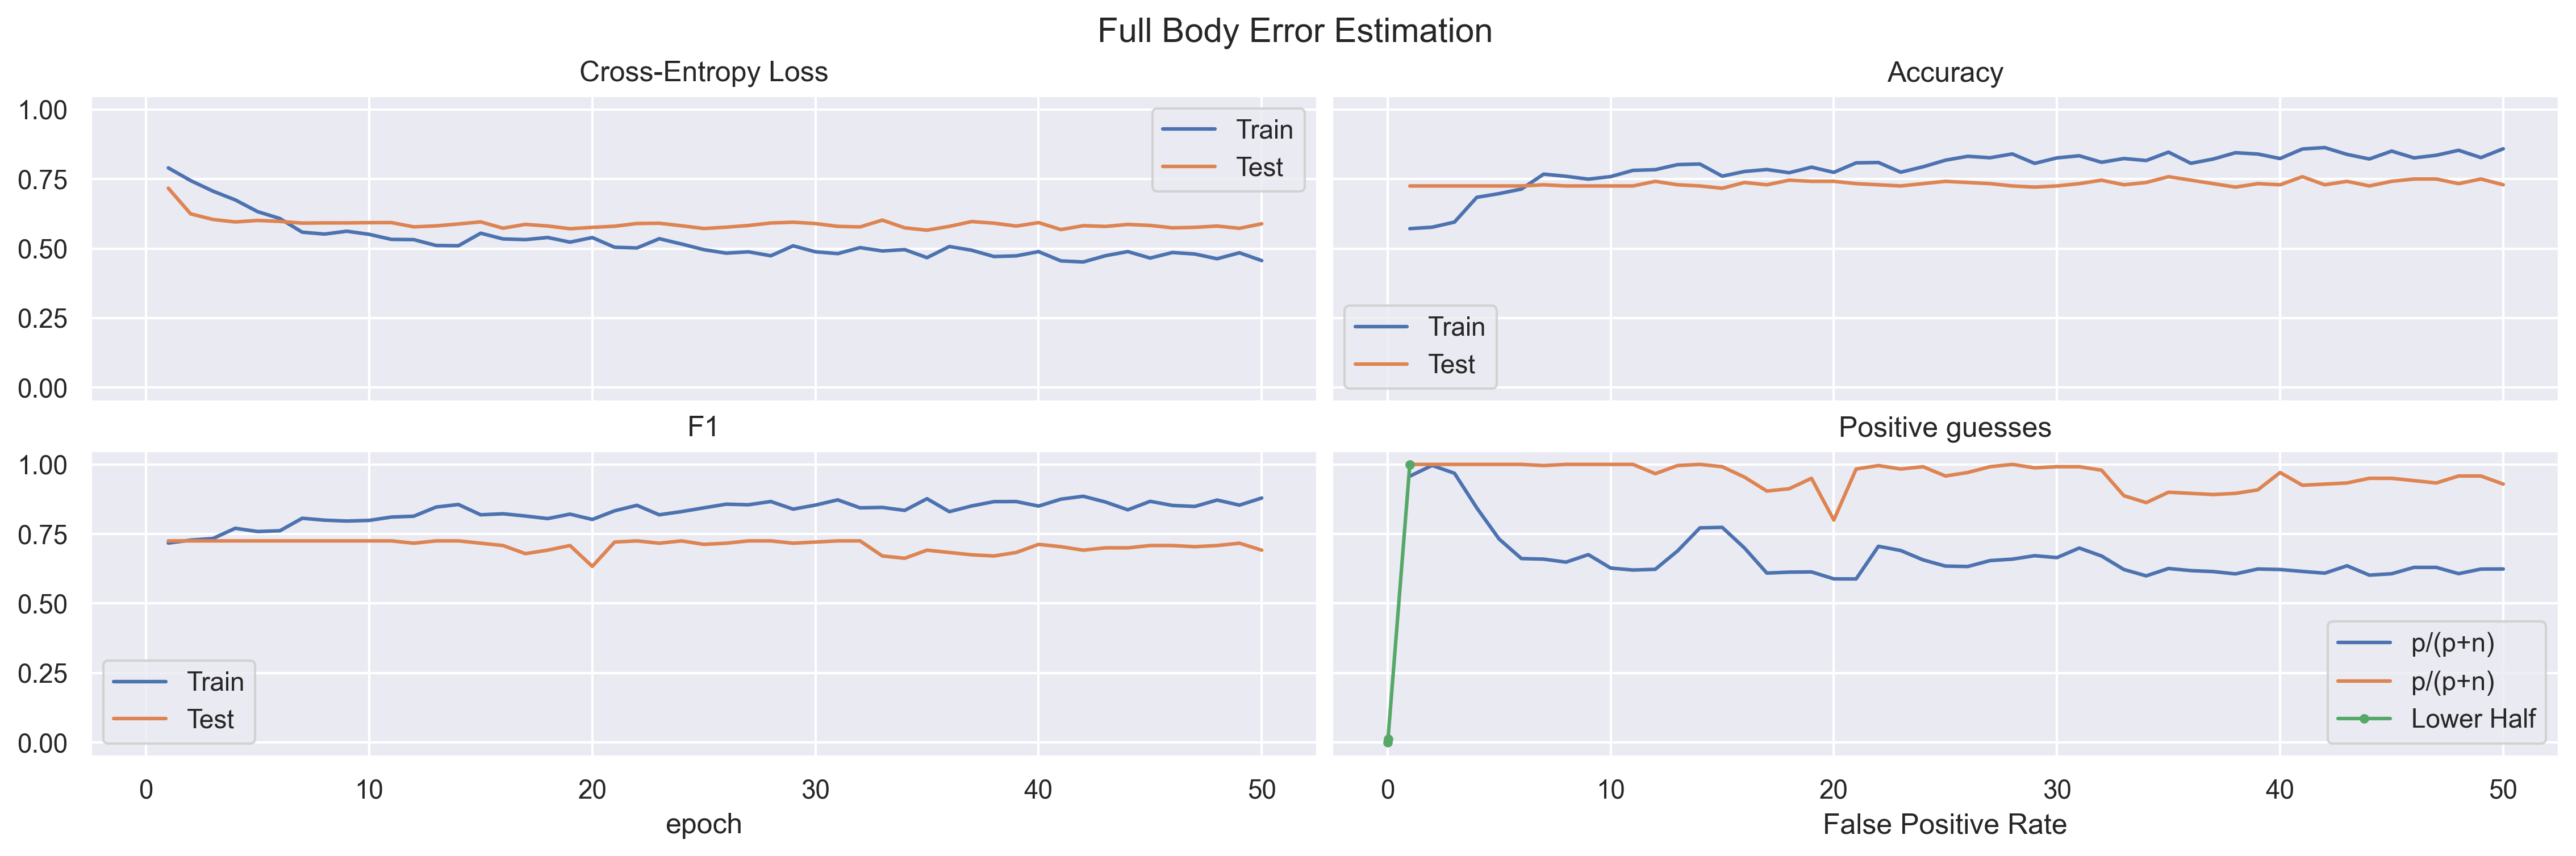 Full Body Error Estimation
Cross-Entropy Loss
1.00
0.75
0.50
0.25
0.00
Train
Test
Accuracy
Train
Test
F1
1.00
0.75
0.50
0.25
0.00
Train
Test
0 10 20 30 40 50
epoch
Positive guesses
p/(p+n)
p/(p+n)
Lower Half
0 10 20 30 40 50
False Positive Rate